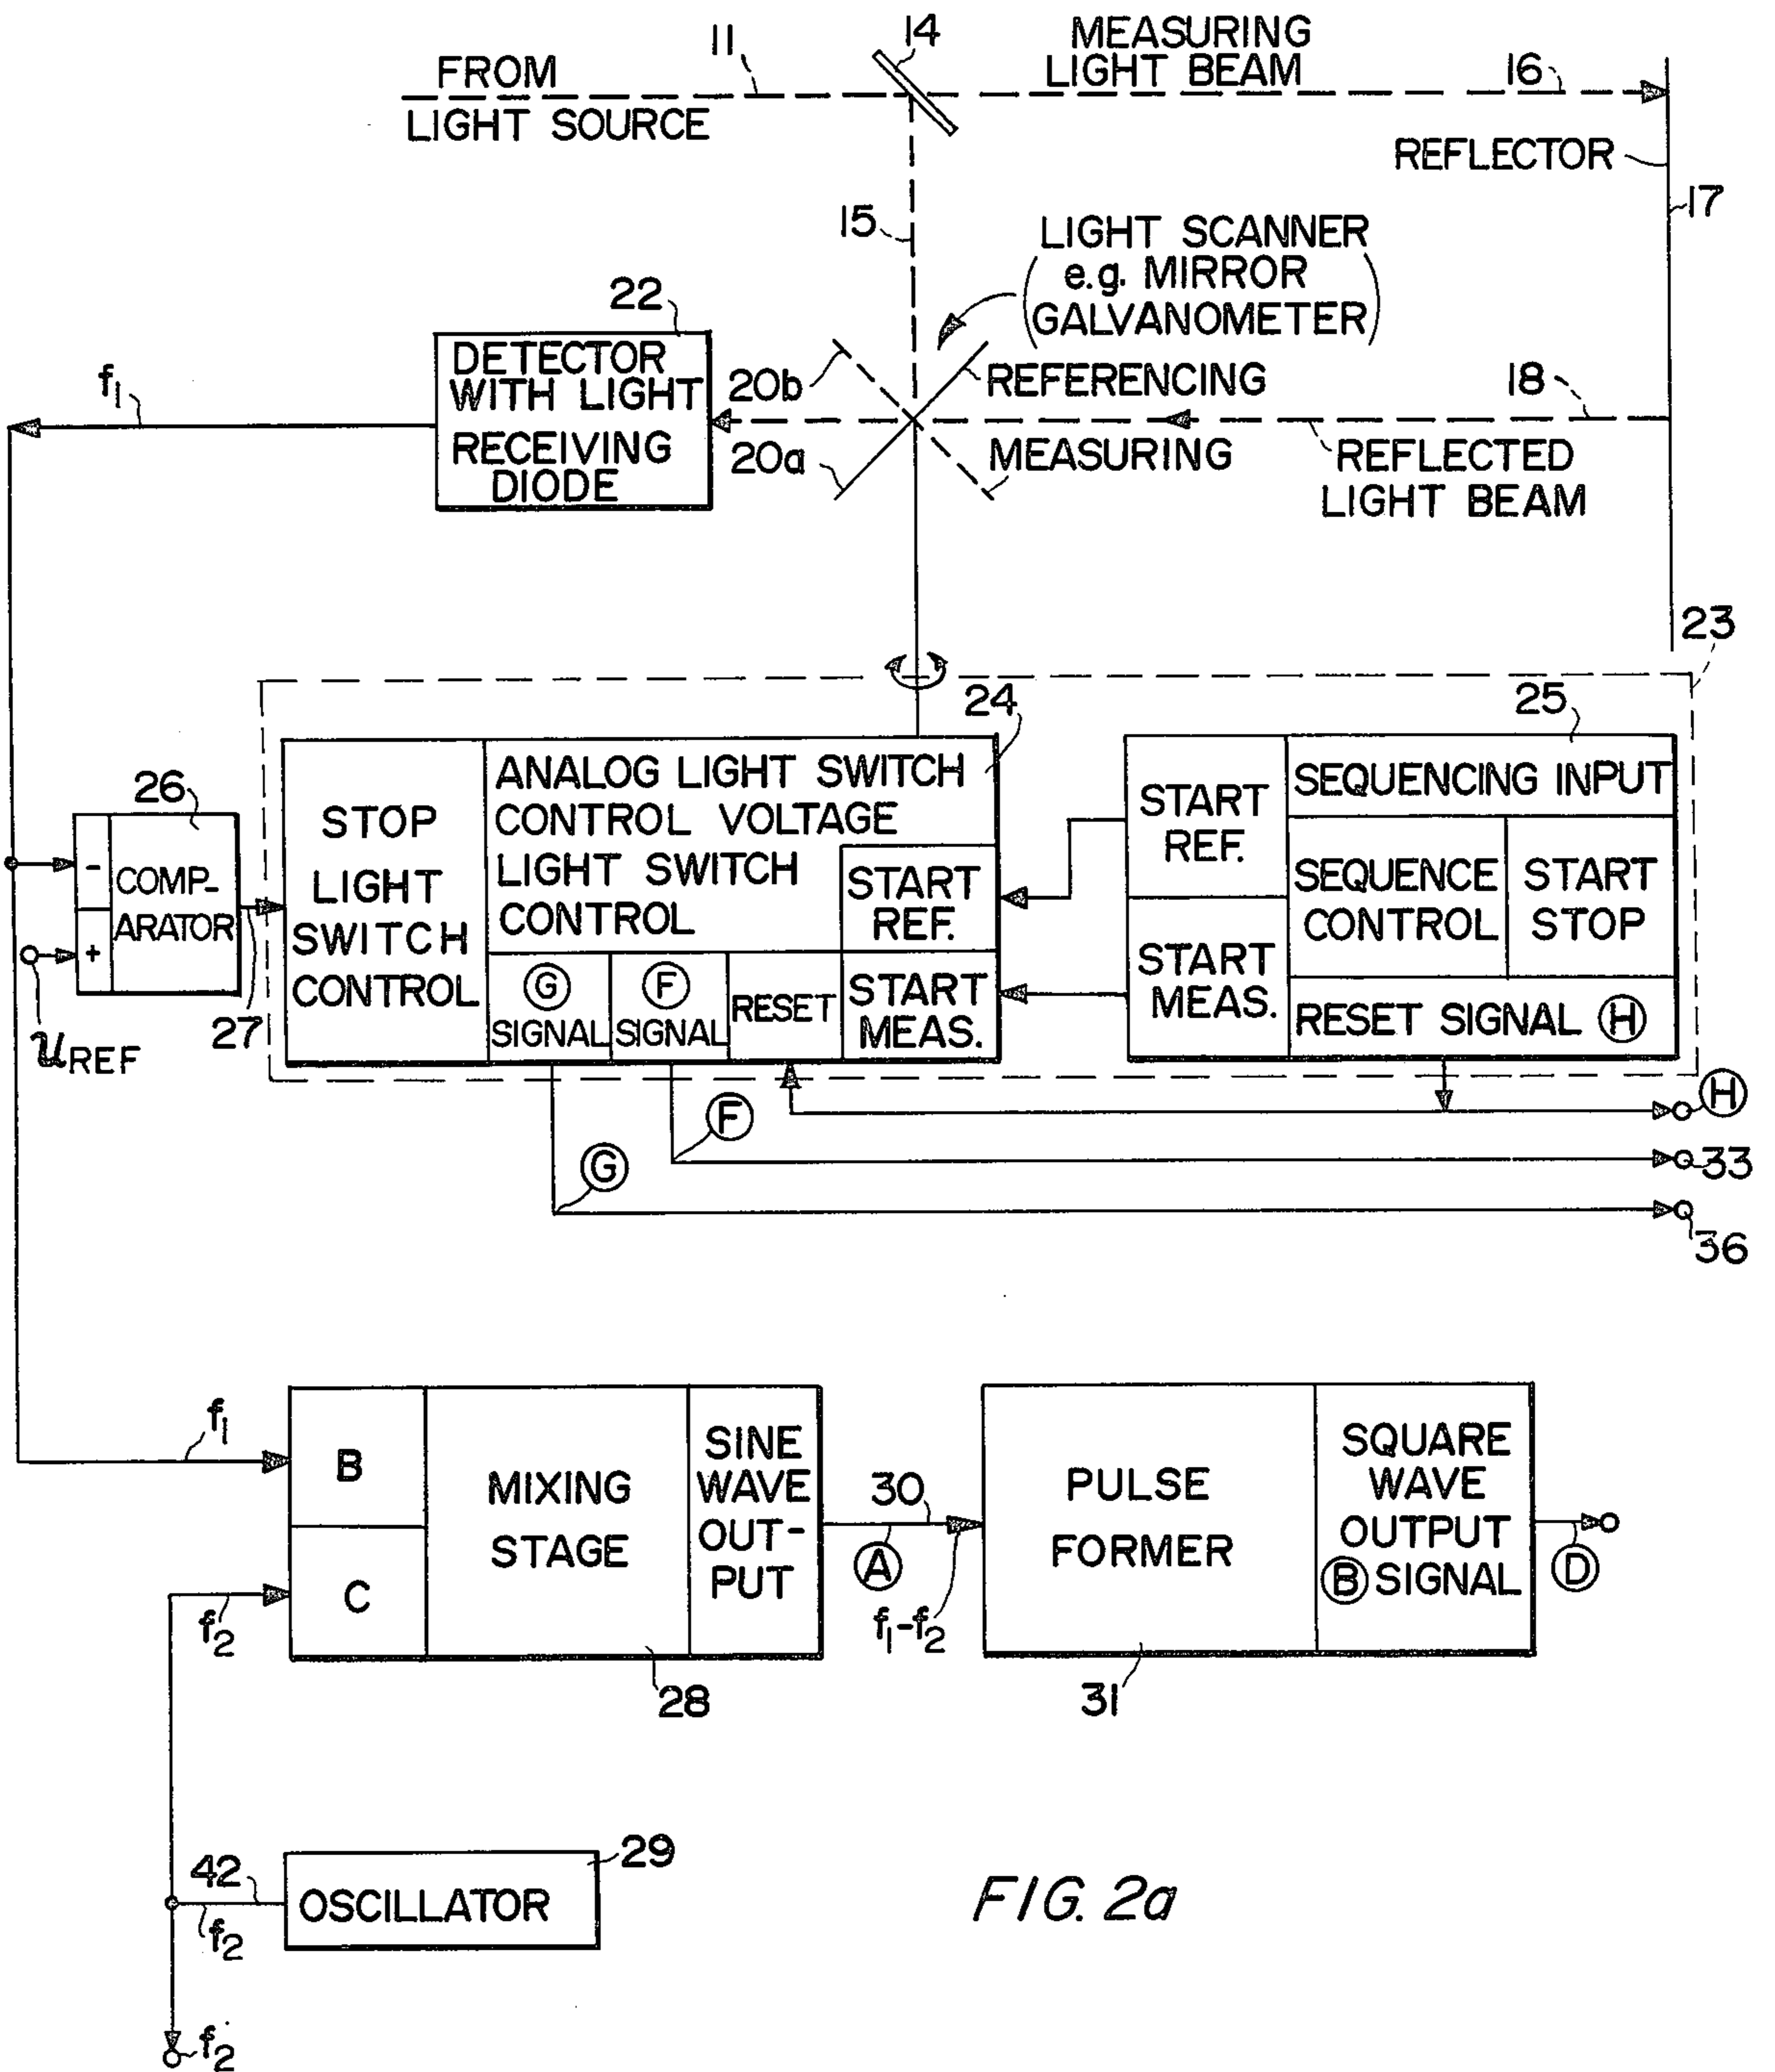 11
14
MEASURING
LIGHT BEAM
16
FROM
LIGHT SOURCE
REFLECTOR
17
15
LIGHT SCANNER
(e.g. MIRROR
GALVANOMETER)
22
DETECTOR
WITH LIGHT
RECEIVING
DIODE
f1
20b
REFERENCING
18
20a
MEASURING
REFLECTED
LIGHT BEAM
23
24
25
26
COMP-
ARATOR
-
+
27
uREF
STOP
LIGHT
SWITCH
CONTROL
ANALOG LIGHT SWITCH
CONTROL VOLTAGE
LIGHT SWITCH
CONTROL
START
REF.
G
SIGNAL
F
SIGNAL
RESET
START
MEAS.
START
REF.
START
MEAS.
SEQUENCING INPUT
SEQUENCE
CONTROL
START
STOP
RESET SIGNAL H
H
F
33
G
36
f1
B
C
f2
MIXING
STAGE
SINE
WAVE
OUT-
PUT
28
30
A
f1-f2
PULSE
FORMER
31
SQUARE
WAVE
OUTPUT
B SIGNAL
D
42
f2
OSCILLATOR
29
f2
FIG. 2a